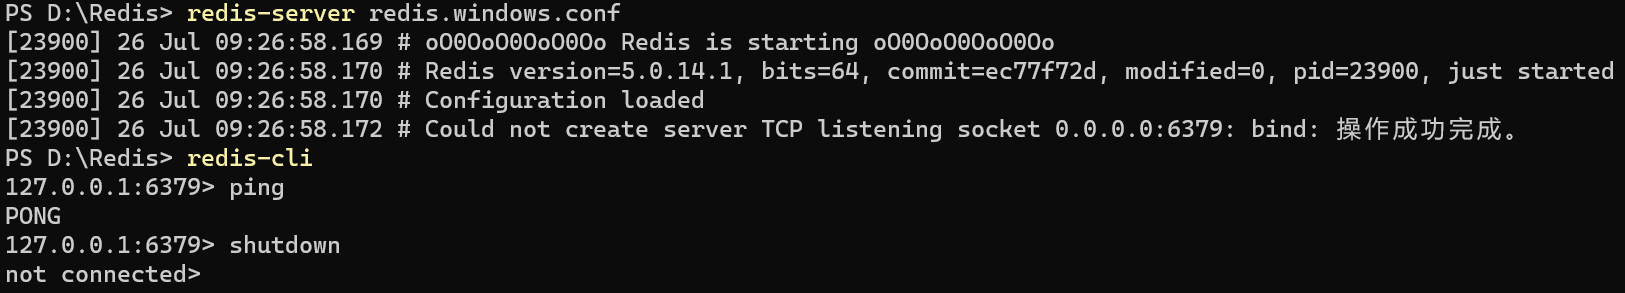 PS D:\Redis> redis-server redis.windows.conf
[23900] 26 Jul 09:26:58.169 # oO0OoO0OoO0Oo Redis is starting oO0OoO0OoO0Oo
[23900] 26 Jul 09:26:58.170 # Redis version=5.0.14.1, bits=64, commit=ec77f72d, modified=0, pid=23900, just started
[23900] 26 Jul 09:26:58.170 # Configuration loaded
[23900] 26 Jul 09:26:58.172 # Could not create server TCP listening socket 0.0.0.0:6379: bind: 操作成功完成。
PS D:\Redis> redis-cli
127.0.0.1:6379> ping
PONG
127.0.0.1:6379> shutdown
not connected>